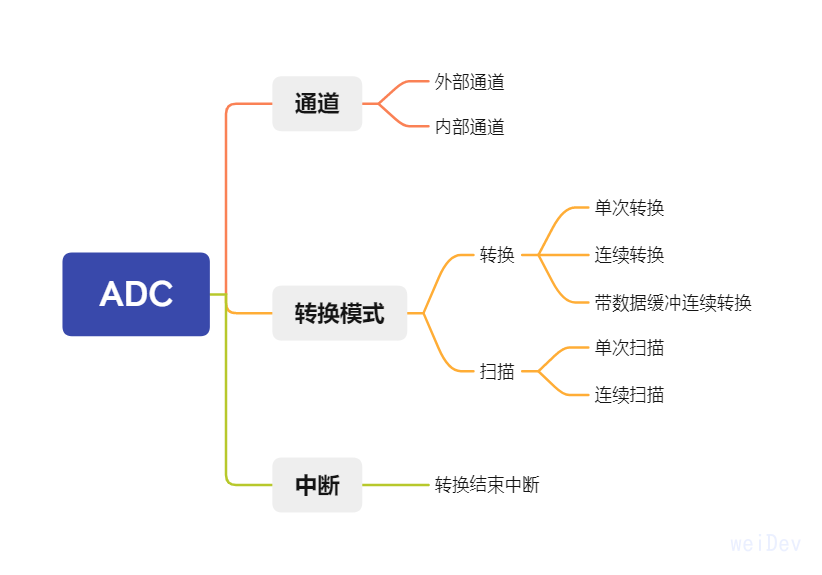 ADC
通道
外部通道
内部通道
转换模式
转换
单次转换
连续转换
带数据缓冲连续转换
扫描
单次扫描
连续扫描
中断
转换结束中断
weiDev